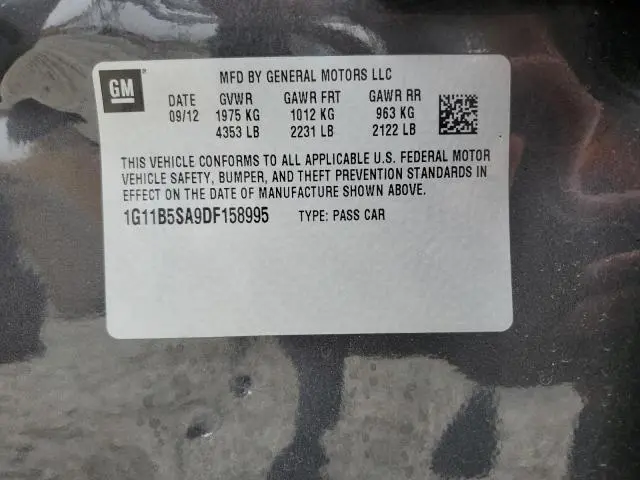 GM
MFD BY GENERAL MOTORS LLC
DATE GVWR GAWR FRT GAWR RR
09/12 1975 KG 1012 KG 963 KG
4353 LB 2231 LB 2122 LB
THIS VEHICLE CONFORMS TO ALL APPLICABLE U.S. FEDERAL MOTOR
VEHICLE SAFETY, BUMPER, AND THEFT PREVENTION STANDARDS IN
EFFECT ON THE DATE OF MANUFACTURE SHOWN ABOVE.
1G11B5SA9DF158995 TYPE: PASS CAR